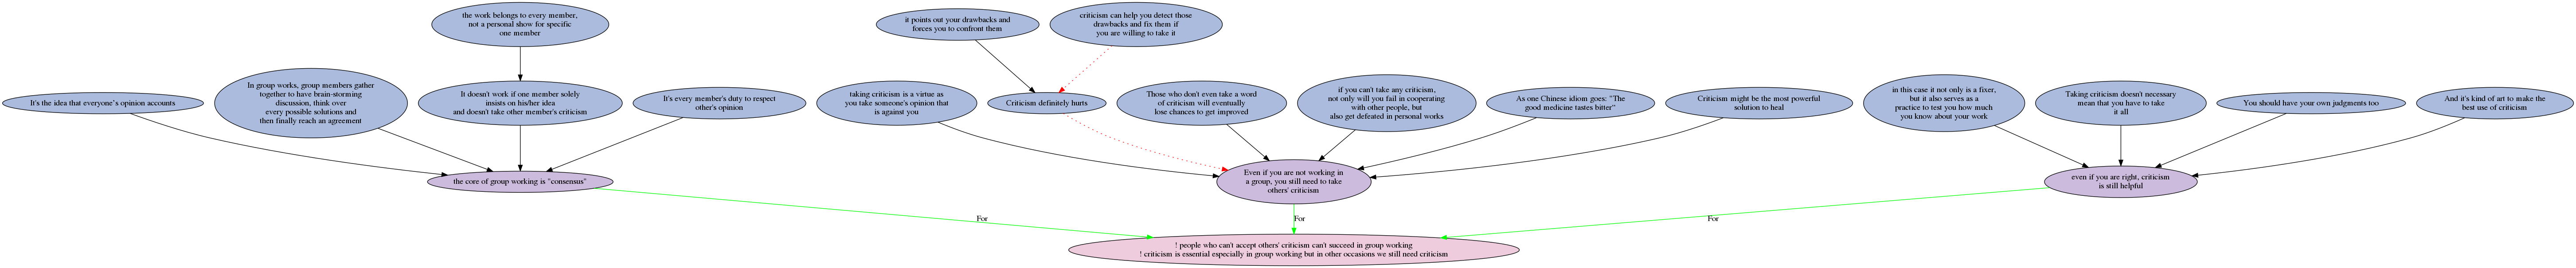 the work belongs to every member,
not a personal show for specific
one member
it points out your drawbacks and
forces you to confront them
criticism can help you detect those
drawbacks and fix them if
you are willing to take it
It's the idea that everyone's opinion accounts
In group works, group members gather
together to have brain-storming
discussion, think over
every possible solutions and
then finally reach an agreement
It doesn't work if one member solely
insists on his/her idea
and doesn't take other member's criticism
It's every member's duty to respect
other's opinion
taking criticism is a virtue as
you take someone's opinion that
is against you
Criticism definitely hurts
Those who don't even take a word
of criticism will eventually
lose chances to get improved
if you can't take any criticism,
not only will you fail in cooperating
with other people, but
also get defeated in personal works
As one Chinese idiom goes: "The
good medicine tastes bitter"
Criticism might be the most powerful
solution to heal
in this case it not only is a fixer,
but it also serves as a
practice to test you how much
you know about your work
Taking criticism doesn't necessary
mean that you have to take
it all
You should have your own judgments too
And it's kind of art to make the
best use of criticism
the core of group working is "consensus"
Even if you are not working in
a group, you still need to take
others' criticism
even if you are right, criticism
is still helpful
For
For
For
! people who can't accept others' criticism can't succeed in group working
! criticism is essential especially in group working but in other occasions we still need criticism